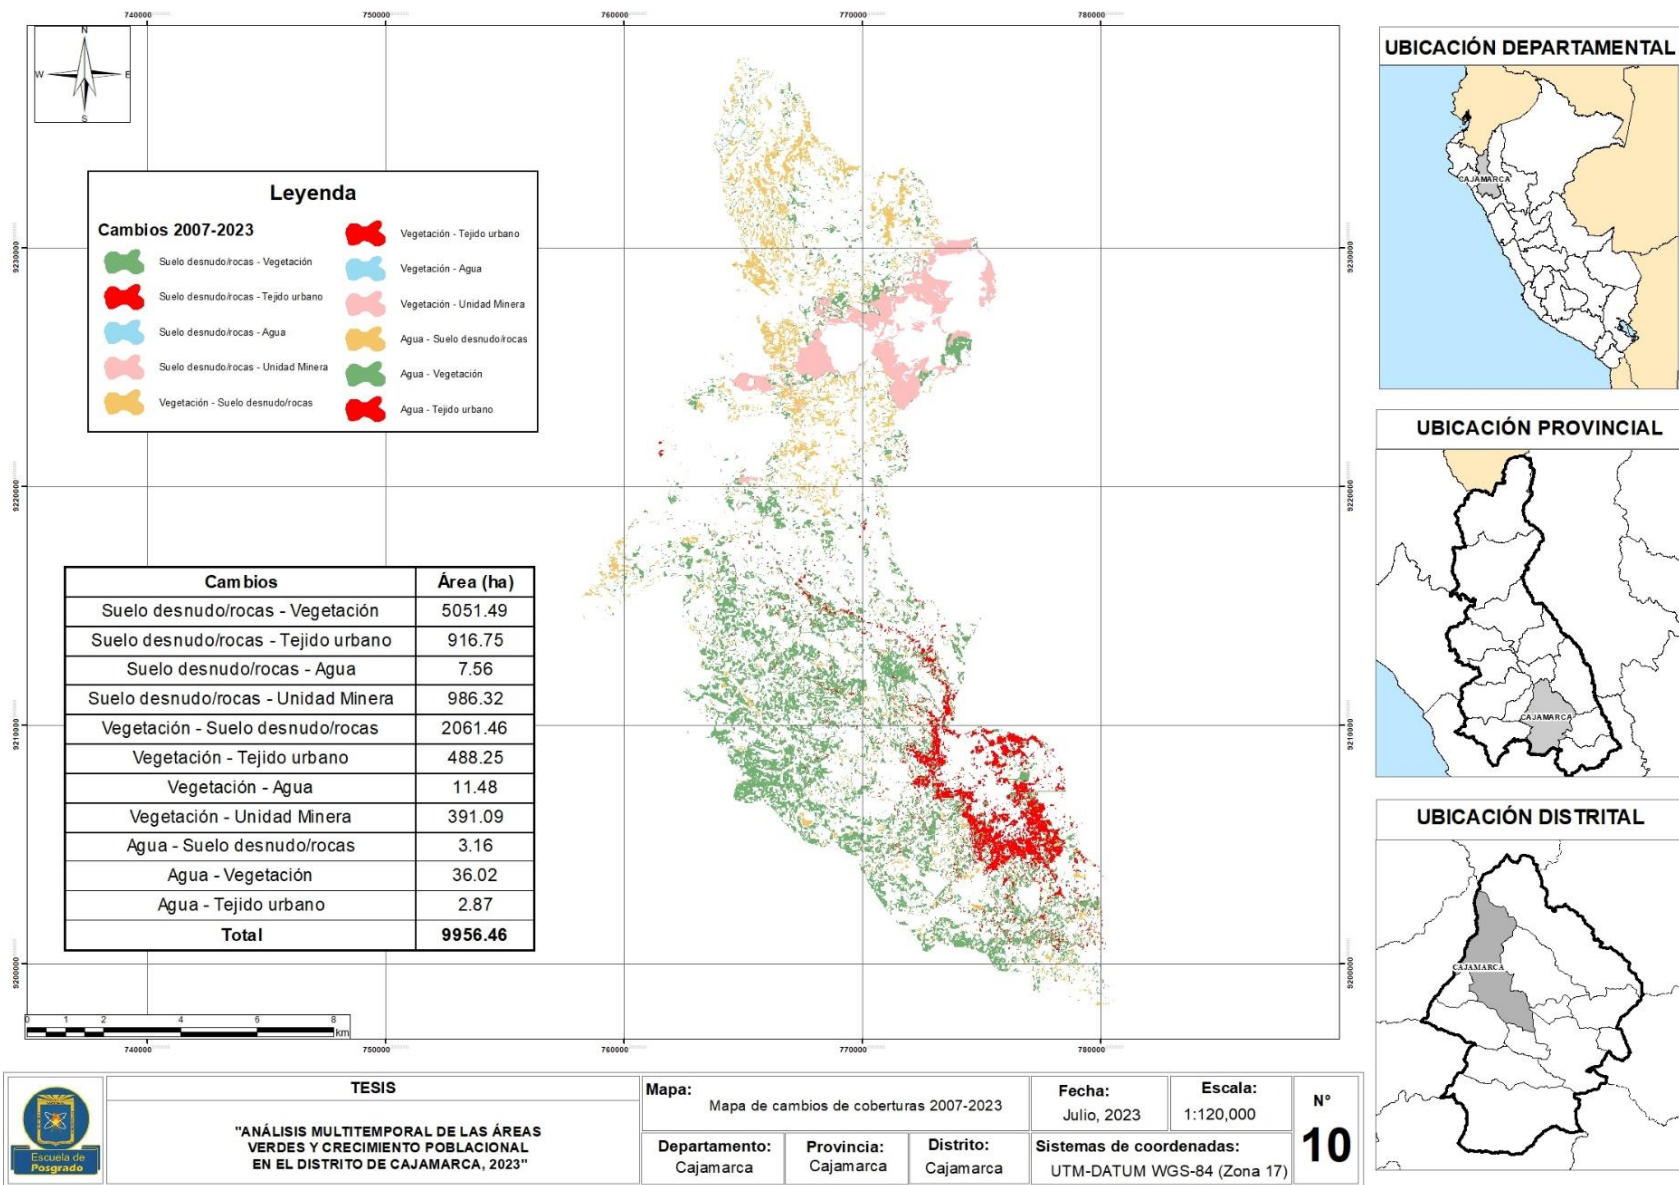 740000
750000
760000
770000
780000
N
W
E
S
Leyenda
Cambios 2007-2023
Suelo desnudo/rocas - Vegetación
Suelo desnudo/rocas - Tejido urbano
Suelo desnudo/rocas - Agua
Suelo desnudo/rocas - Unidad Minera
Vegetación - Suelo desnudo/rocas
Vegetación - Tejido urbano
Vegetación - Agua
Vegetación - Unidad Minera
Agua - Suelo desnudo/rocas
Agua - Vegetación
Agua - Tejido urbano
9230000
9220000
9210000
9200000
9230000
9220000
9210000
9200000
Cambios Área (ha)
Suelo desnudo/rocas - Vegetación 5051.49
Suelo desnudo/rocas - Tejido urbano 916.75
Suelo desnudo/rocas - Agua 7.56
Suelo desnudo/rocas - Unidad Minera 986.32
Vegetación - Suelo desnudo/rocas 2061.46
Vegetación - Tejido urbano 488.25
Vegetación - Agua 11.48
Vegetación - Unidad Minera 391.09
Agua - Suelo desnudo/rocas 3.16
Agua - Vegetación 36.02
Agua - Tejido urbano 2.87
Total 9956.46
0 1 2 4 6 8
km
740000
750000
760000
770000
780000
UBICACIÓN DEPARTAMENTAL
CAJAMARCA
UBICACIÓN PROVINCIAL
CAJAMARCA
UBICACIÓN DISTRITAL
CAJAMARCA
Escuela de
Posgrado
TESIS
"ANÁLISIS MULTITEMPORAL DE LAS ÁREAS
VERDES Y CRECIMIENTO POBLACIONAL
EN EL DISTRITO DE CAJAMARCA, 2023"
Mapa:
Mapa de cambios de coberturas 2007-2023
Departamento:
Cajamarca
Provincia:
Cajamarca
Distrito:
Cajamarca
Fecha:
Julio, 2023
Escala:
1:120,000
Sistemas de coordenadas:
UTM-DATUM WGS-84 (Zona 17)
N°
10